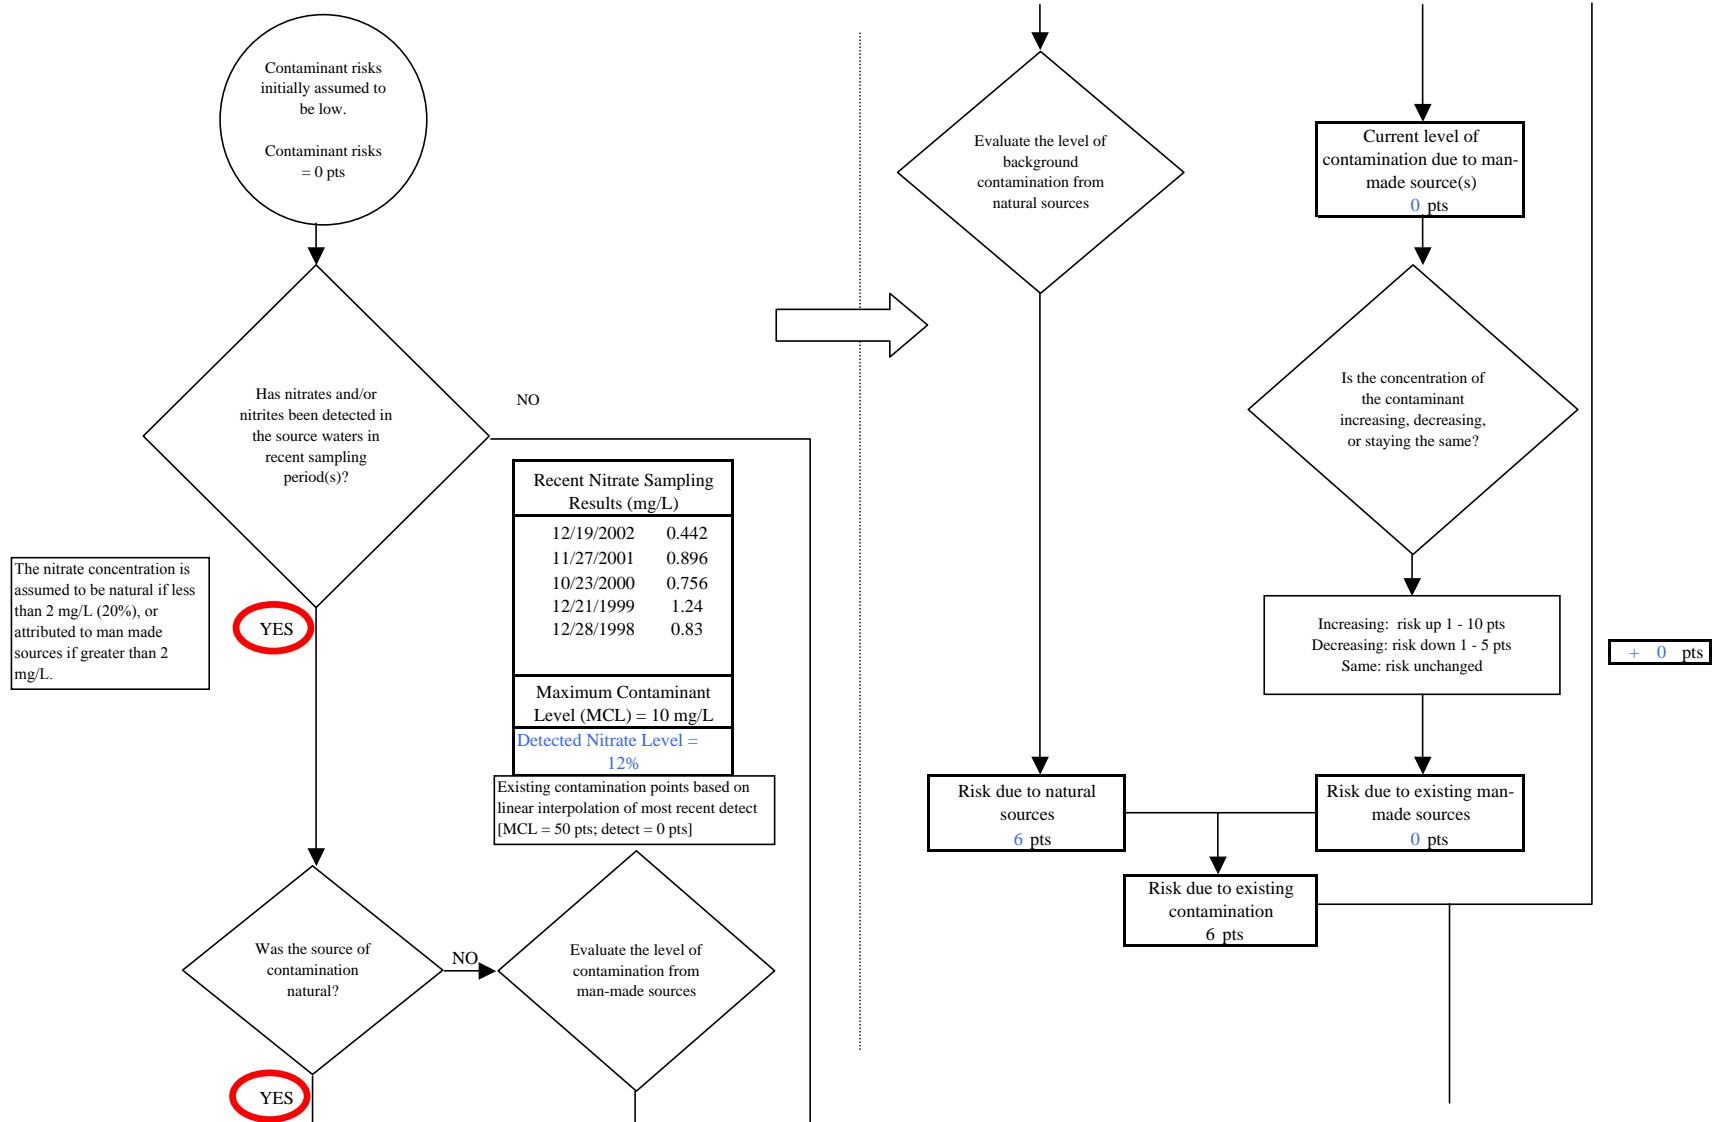 Contaminant risks
initially assumed to
be low.
Contaminant risks
= 0 pts
Has nitrates and/or
nitrites been detected in
the source waters in
recent sampling
period(s)?
NO
Recent Nitrate Sampling
Results (mg/L)
12/19/2002 0.442
11/27/2001 0.896
10/23/2000 0.756
12/21/1999 1.24
12/28/1998 0.83
Maximum Contaminant
Level (MCL) = 10 mg/L
Detected Nitrate Level =
12%
Existing contamination points based on
linear interpolation of most recent detect
[MCL = 50 pts; detect = 0 pts]
The nitrate concentration is
assumed to be natural if less
than 2 mg/L (20%), or
attributed to man made
sources if greater than 2
mg/L.
YES
Was the source of
contamination
natural?
NO
Evaluate the level of
contamination from
man-made sources
YES
Evaluate the level of
background
contamination from
natural sources
Current level of
contamination due to man-
made source(s)
0 pts
Is the concentration of
the contaminant
increasing, decreasing,
or staying the same?
Increasing: risk up 1 - 10 pts
Decreasing: risk down 1 - 5 pts
Same: risk unchanged
+ 0 pts
Risk due to natural
sources
6 pts
Risk due to existing man-
made sources
0 pts
Risk due to existing
contamination
6 pts